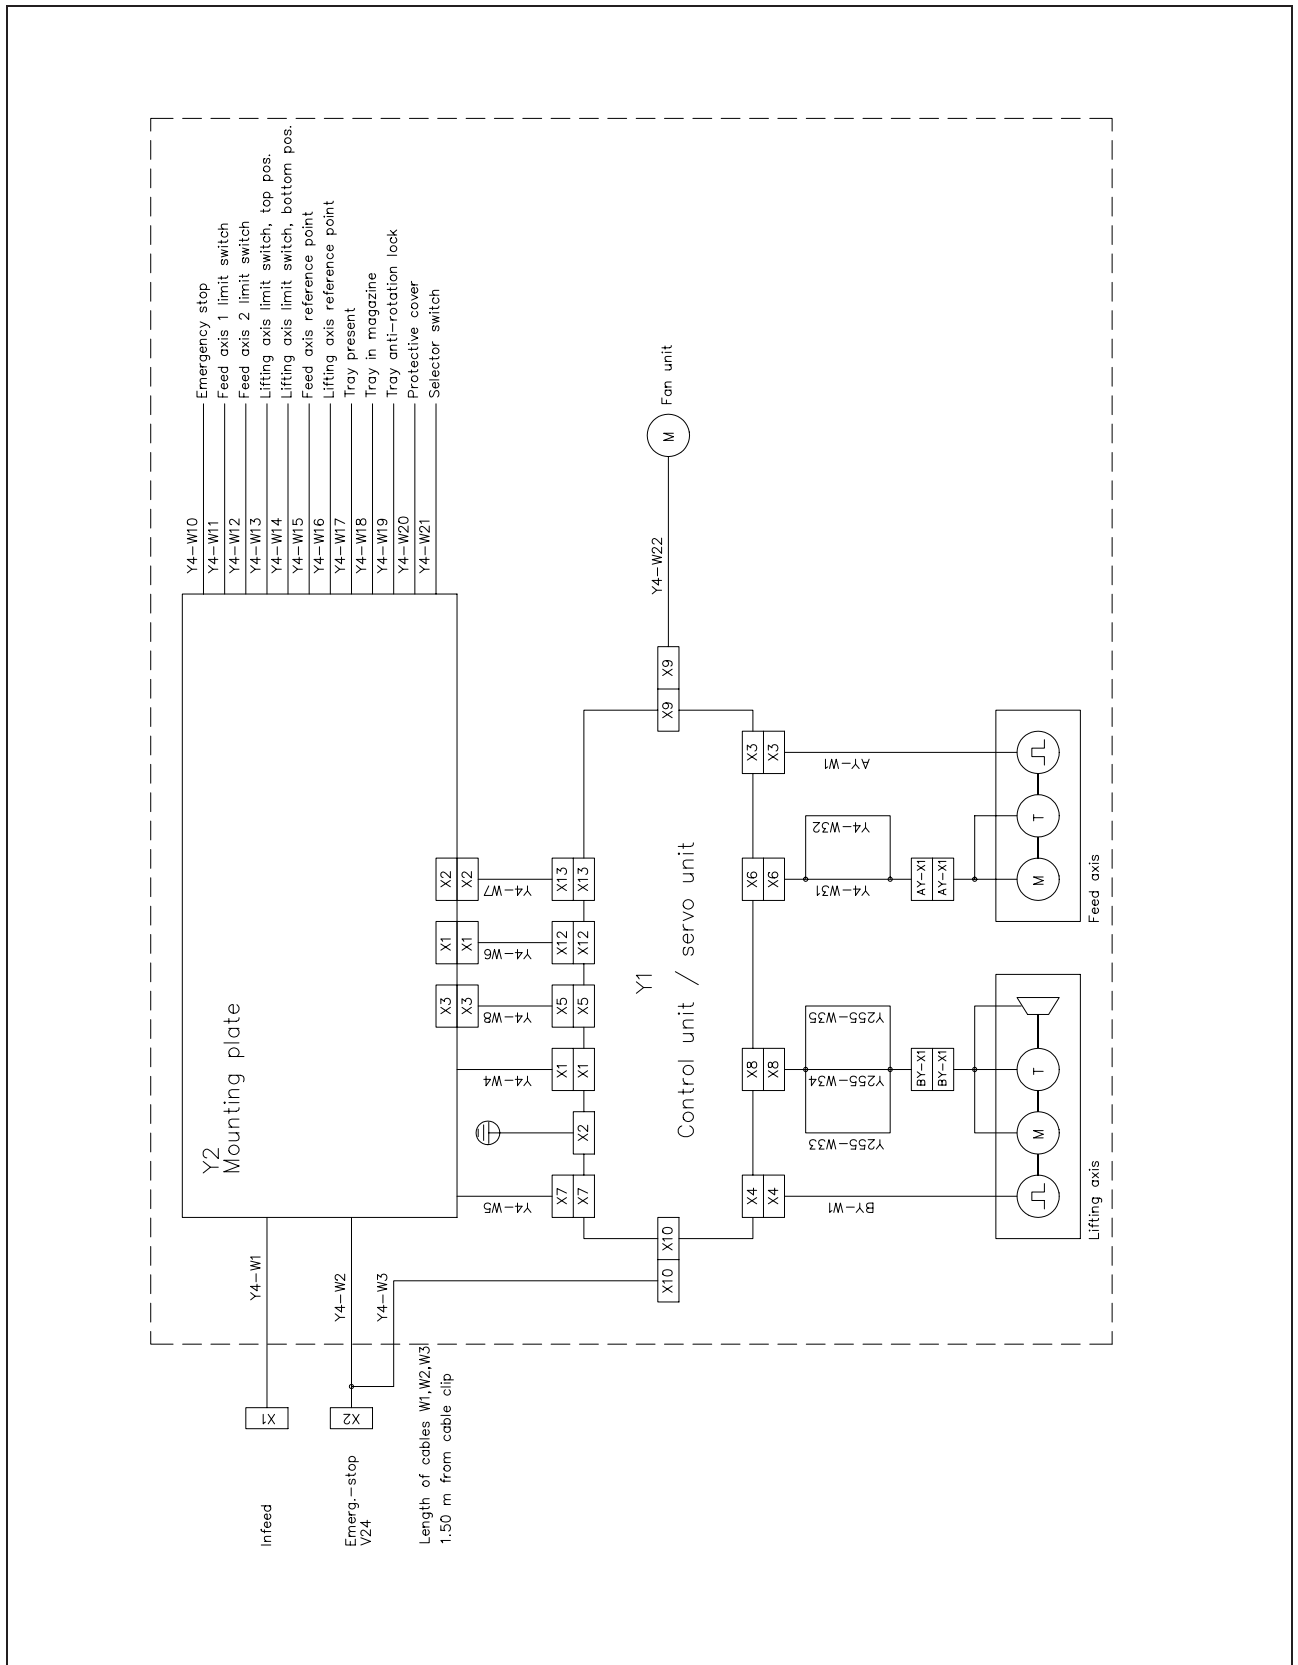 Infeed
X1
Y4-W1
Emerg.-stop
V24
X2
Y4-W2
Y4-W3
Length of cables W1,W2,W3
1.50 m from cable clip
Y2
Mounting plate
Y4-W10
Emergency stop
Y4-W11
Feed axis 1 limit switch
Y4-W12
Feed axis 2 limit switch
Y4-W13
Lifting axis limit switch, top pos.
Y4-W14
Lifting axis limit switch, bottom pos.
Y4-W15
Feed axis reference point
Y4-W16
Lifting axis reference point
Y4-W17
Tray present
Y4-W18
Tray in magazine
Y4-W19
Tray anti-rotation lock
Y4-W20
Protective cover
Y4-W21
Selector switch
X3
X1
X2
X3
X1
X2
Y4-W5
Y4-W4
Y4-W8
Y4-W6
Y4-W7
X7
X1
X5
X12
X13
X7
X2
X1
X5
X12
X13
X10
X10
Y1
Control unit / servo unit
X9
X9
Y4-W22
M
Fan unit
X4
X8
X6
X3
X4
X8
X6
X3
BY-W1
Y255-W33
Y255-W34
Y255-W35
Y4-W31
Y4-W32
AY-W1
BY-X1
BY-X1
AY-X1
AY-X1
M
T
M
T
Lifting axis
Feed axis